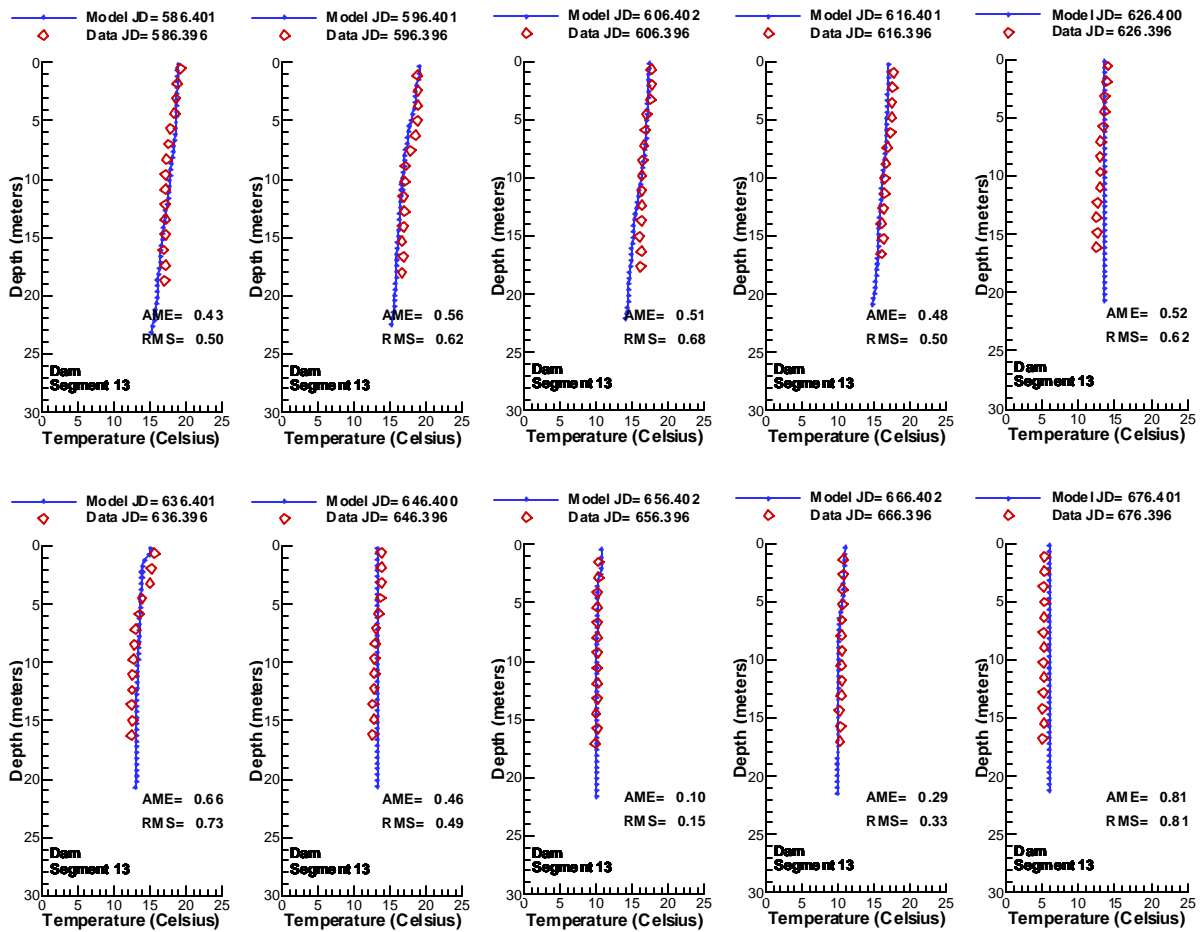 Model JD= 586.401
Data JD= 586.396
0
5
10
15
20
25
30
Depth (meters)
AME= 0.43
RMS= 0.50
Dam
Segment 13
0 5 10 15 20 25
Temperature (Celsius)
Model JD= 596.401
Data JD= 596.396
0
5
10
15
20
25
30
Depth (meters)
AME= 0.56
RMS= 0.62
Dam
Segment 13
0 5 10 15 20 25
Temperature (Celsius)
Model JD= 606.402
Data JD= 606.396
0
5
10
15
20
25
30
Depth (meters)
AME= 0.51
RMS= 0.68
Dam
Segment 13
0 5 10 15 20 25
Temperature (Celsius)
Model JD= 616.401
Data JD= 616.396
0
5
10
15
20
25
30
Depth (meters)
AME= 0.48
RMS= 0.50
Dam
Segment 13
0 5 10 15 20 25
Temperature (Celsius)
Model JD= 626.400
Data JD= 626.396
0
5
10
15
20
25
30
Depth (meters)
AME= 0.52
RMS= 0.62
Dam
Segment 13
0 5 10 15 20 25
Temperature (Celsius)
Model JD= 636.401
Data JD= 636.396
0
5
10
15
20
25
30
Depth (meters)
AME= 0.66
RMS= 0.73
Dam
Segment 13
0 5 10 15 20 25
Temperature (Celsius)
Model JD= 646.400
Data JD= 646.396
0
5
10
15
20
25
30
Depth (meters)
AME= 0.46
RMS= 0.49
Dam
Segment 13
0 5 10 15 20 25
Temperature (Celsius)
Model JD= 656.402
Data JD= 656.396
0
5
10
15
20
25
30
Depth (meters)
AME= 0.10
RMS= 0.15
Dam
Segment 13
0 5 10 15 20 25
Temperature (Celsius)
Model JD= 666.402
Data JD= 666.396
0
5
10
15
20
25
30
Depth (meters)
AME= 0.29
RMS= 0.33
Dam
Segment 13
0 5 10 15 20 25
Temperature (Celsius)
Model JD= 676.401
Data JD= 676.396
0
5
10
15
20
25
30
Depth (meters)
AME= 0.81
RMS= 0.81
Dam
Segment 13
0 5 10 15 20 25
Temperature (Celsius)